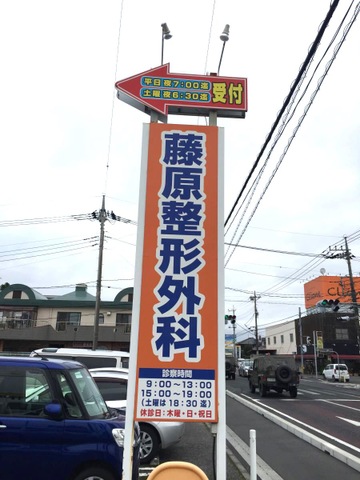 平日夜7:00迄
土曜夜6:30迄
受付
藤原整形外科
診察時間
9:00~13:00
15:00~19:00
(土曜は18:30迄)
休診日:木曜・日・祝日